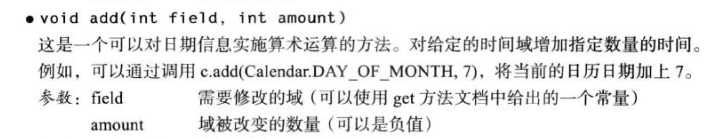 ● void add(int field, int amount)
这是一个可以对日期信息实施算术运算的方法。对给定的时间域增加指定数量的时间。
例如，可以通过调用 c.add(Calendar.DAY_OF_MONTH, 7)，将当前的日历日期加上 7。
参数：field 需要修改的域（可以使用 get 方法文档中给出的一个常量）
amount 域被改变的数量（可以是负值）